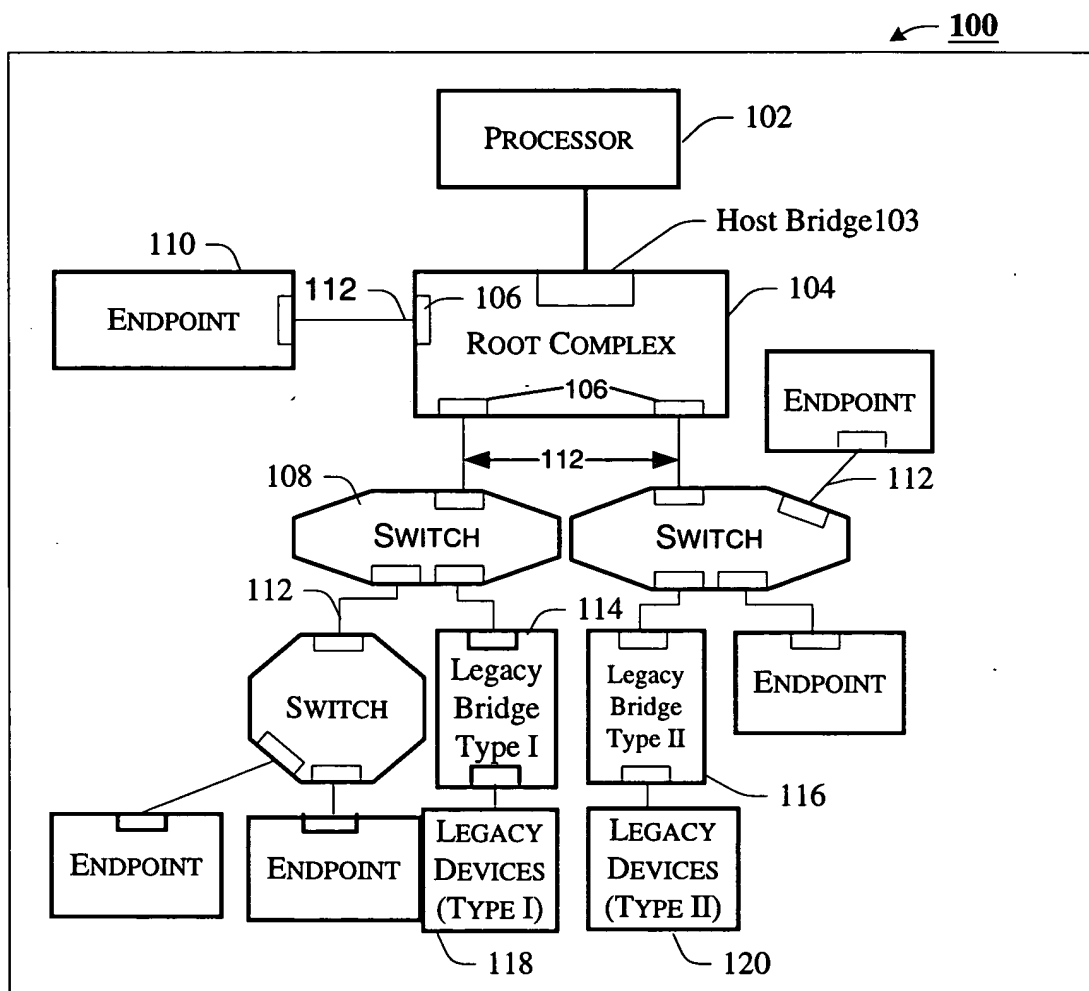 100
PROCESSOR
102
Host Bridge103
110
ENDPOINT
112
106
ROOT COMPLEX
104
106
ENDPOINT
112
112
108
SWITCH
SWITCH
112
114
SWITCH
Legacy
Bridge
Type I
Legacy
Bridge
Type II
ENDPOINT
116
ENDPOINT
ENDPOINT
LEGACY
DEVICES
(TYPE I)
LEGACY
DEVICES
(TYPE II)
118
120